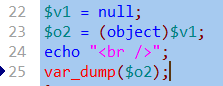 22 $v1 = null;
23 $o2 = (object)$v1;
24 echo "<br />";
25 var_dump($o2);